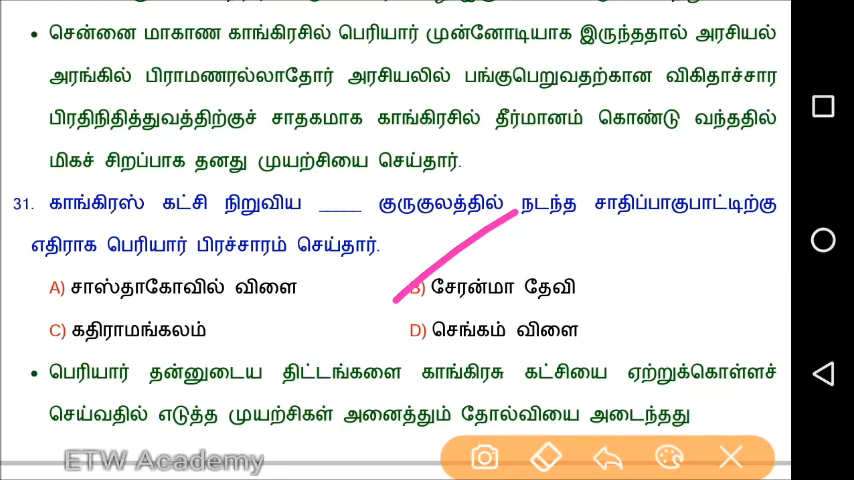 • சென்னை மாகாண காங்கிரசில் பெரியார் முன்னோடியாக இருந்ததால் அரசியல்
அரங்கில் பிராமணரல்லாதோர் அரசியலில் பங்குபெறுவதற்கான விகிதாச்சார
பிரதிநிதித்துவத்திற்குச் சாதகமாக காங்கிரசில் தீர்மானம் கொண்டு வந்ததில்
மிகச் சிறப்பாக தனது முயற்சியை செய்தார்.
31. காங்கிரஸ் கட்சி நிறுவிய _____ குருகுலத்தில் நடந்த சாதிப்பாகுபாட்டிற்கு
எதிராக பெரியார் பிரச்சாரம் செய்தார்.
A) சாஸ்தாகோவில் விளை B) சேரன்மா தேவி
C) கதிராமங்கலம் D) செங்கம் விளை
• பெரியார் தன்னுடைய திட்டங்களை காங்கிரசு கட்சியை ஏற்றுக்கொள்ளச்
செய்வதில் எடுத்த முயற்சிகள் அனைத்தும் தோல்வியை அடைந்தது
ETW Academy